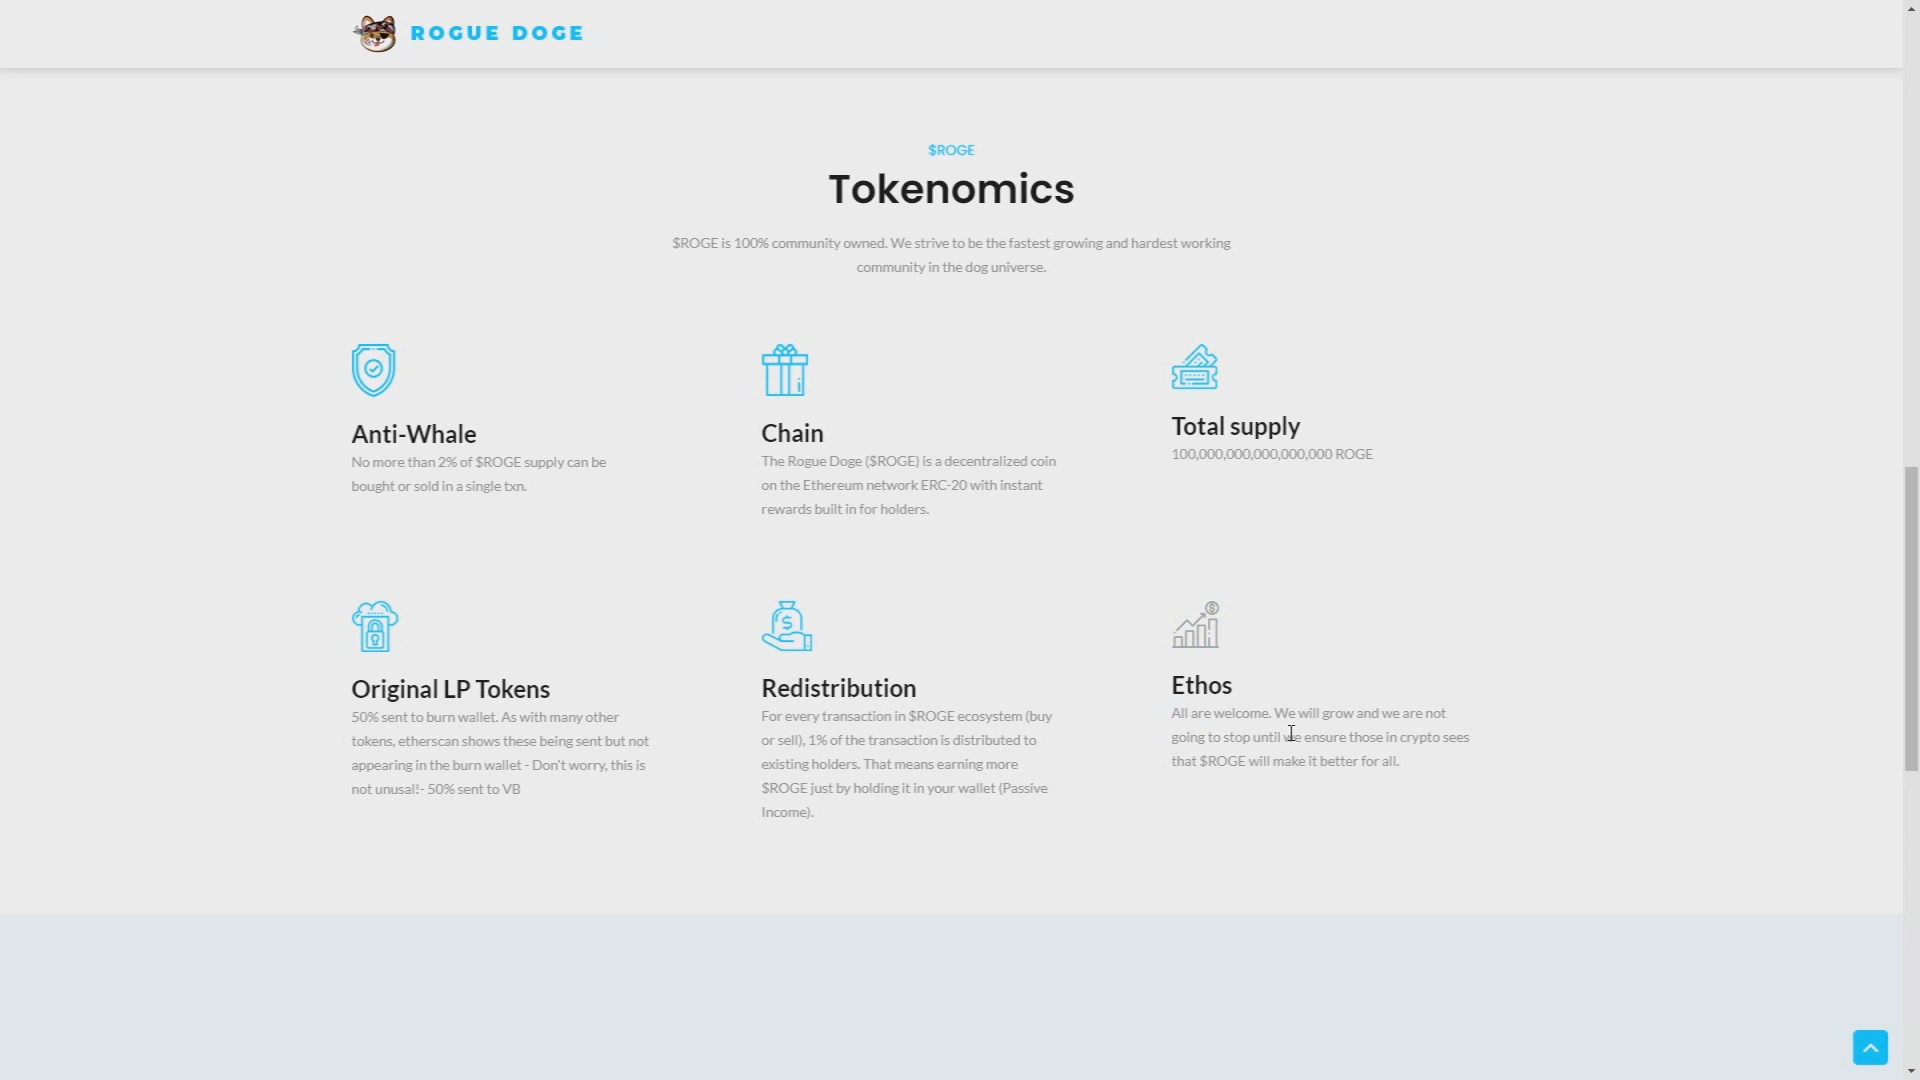 ROGUE DOGE
$ROGE
Tokenomics
$ROGE is 100% community owned. We strive to be the fastest growing and hardest working
community in the dog universe.
Anti-Whale
No more than 2% of $ROGE supply can be
bought or sold in a single txn.
Chain
The Rogue Doge ($ROGE) is a decentralized coin
on the Ethereum network ERC-20 with instant
rewards built in for holders.
Total supply
100,000,000,000,000,000 ROGE
Original LP Tokens
50% sent to burn wallet. As with many other
tokens, etherscan shows these being sent but not
appearing in the burn wallet - Don't worry, this is
not unusal!- 50% sent to VB
Redistribution
For every transaction in $ROGE ecosystem (buy
or sell), 1% of the transaction is distributed to
existing holders. That means earning more
$ROGE just by holding it in your wallet (Passive
Income).
Ethos
All are welcome. We will grow and we are not
going to stop until we ensure those in crypto sees
that $ROGE will make it better for all.